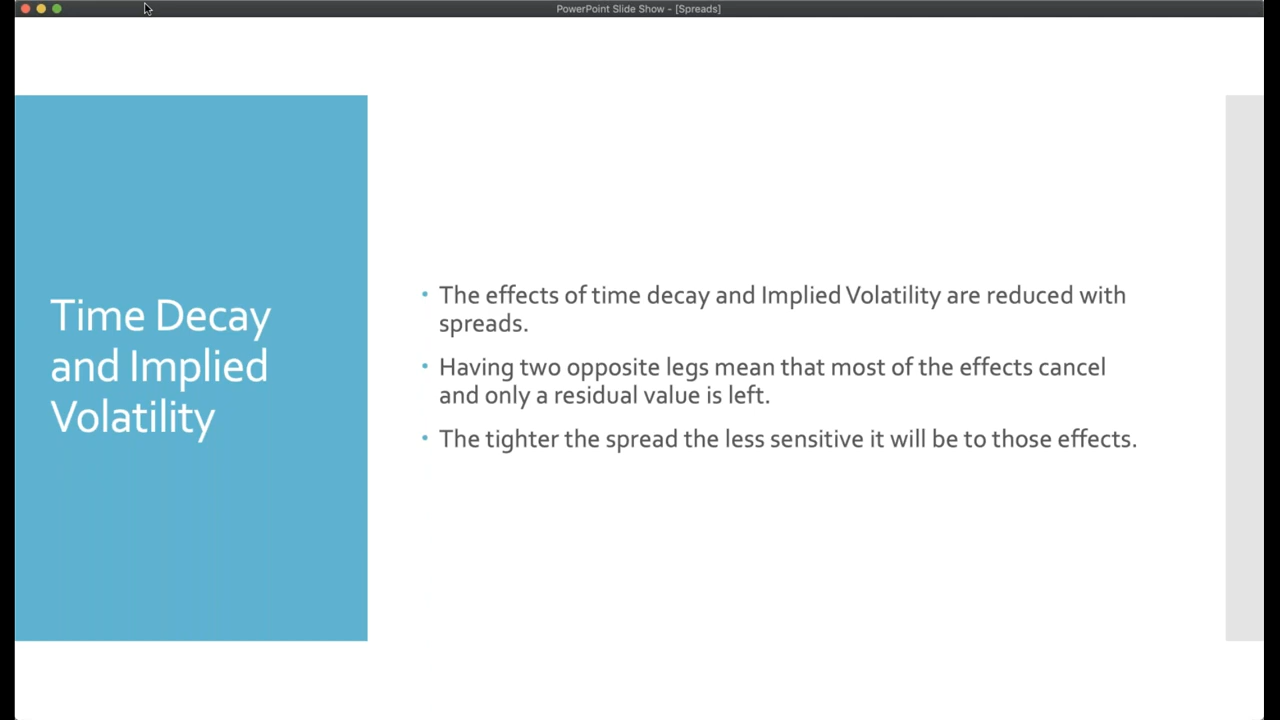 PowerPoint Slide Show - [Spreads]
Time Decay
and Implied
Volatility
• The effects of time decay and Implied Volatility are reduced with
spreads.
• Having two opposite legs mean that most of the effects cancel
and only a residual value is left.
• The tighter the spread the less sensitive it will be to those effects.